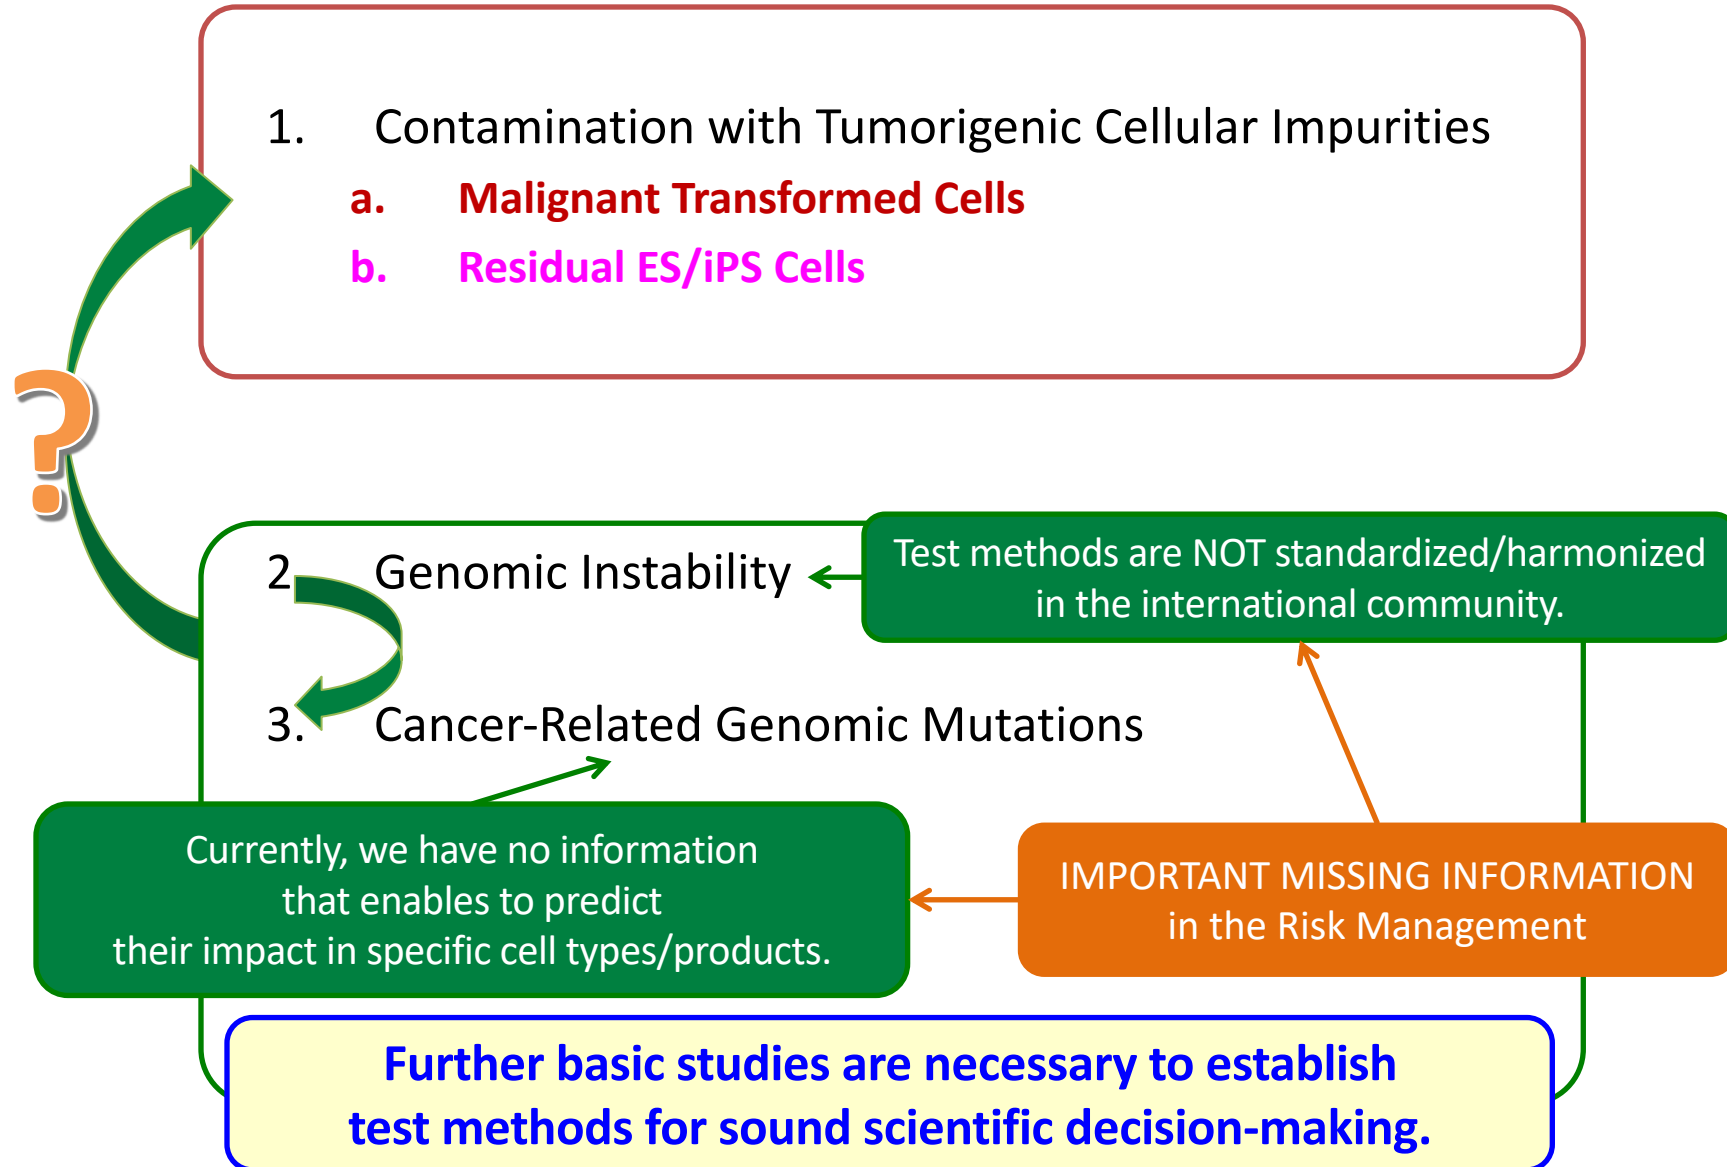 1. Contamination with Tumorigenic Cellular Impurities
a. Malignant Transformed Cells
b. Residual ES/iPS Cells
?
2 Genomic Instability
Test methods are NOT standardized/harmonized
in the international community.
3. Cancer-Related Genomic Mutations
Currently, we have no information
that enables to predict
their impact in specific cell types/products.
IMPORTANT MISSING INFORMATION
in the Risk Management
Further basic studies are necessary to establish
test methods for sound scientific decision-making.